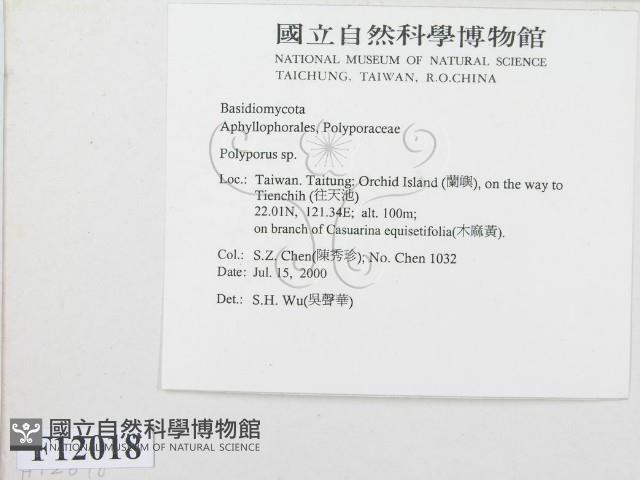 國立自然科學博物館
NATIONAL MUSEUM OF NATURAL SCIENCE
TAICHUNG, TAIWAN, R.O.CHINA
Basidiomycota
Aphyllophorales, Polyporaceae
Polyporus sp.
Loc.: Taiwan. Taitung: Orchid Island (蘭嶼), on the way to
Tienchih (往天池)
22.01N, 121.34E; alt. 100m;
on branch of Casuarina equisetifolia(木麻黃).
Col.: S.Z. Chen(陳秀珍); No. Chen 1032
Date: Jul. 15, 2000
Det.: S.H. Wu(吳聲華)
國立自然科學博物館
NATIONAL MUSEUM OF NATURAL SCIENCE
F12018